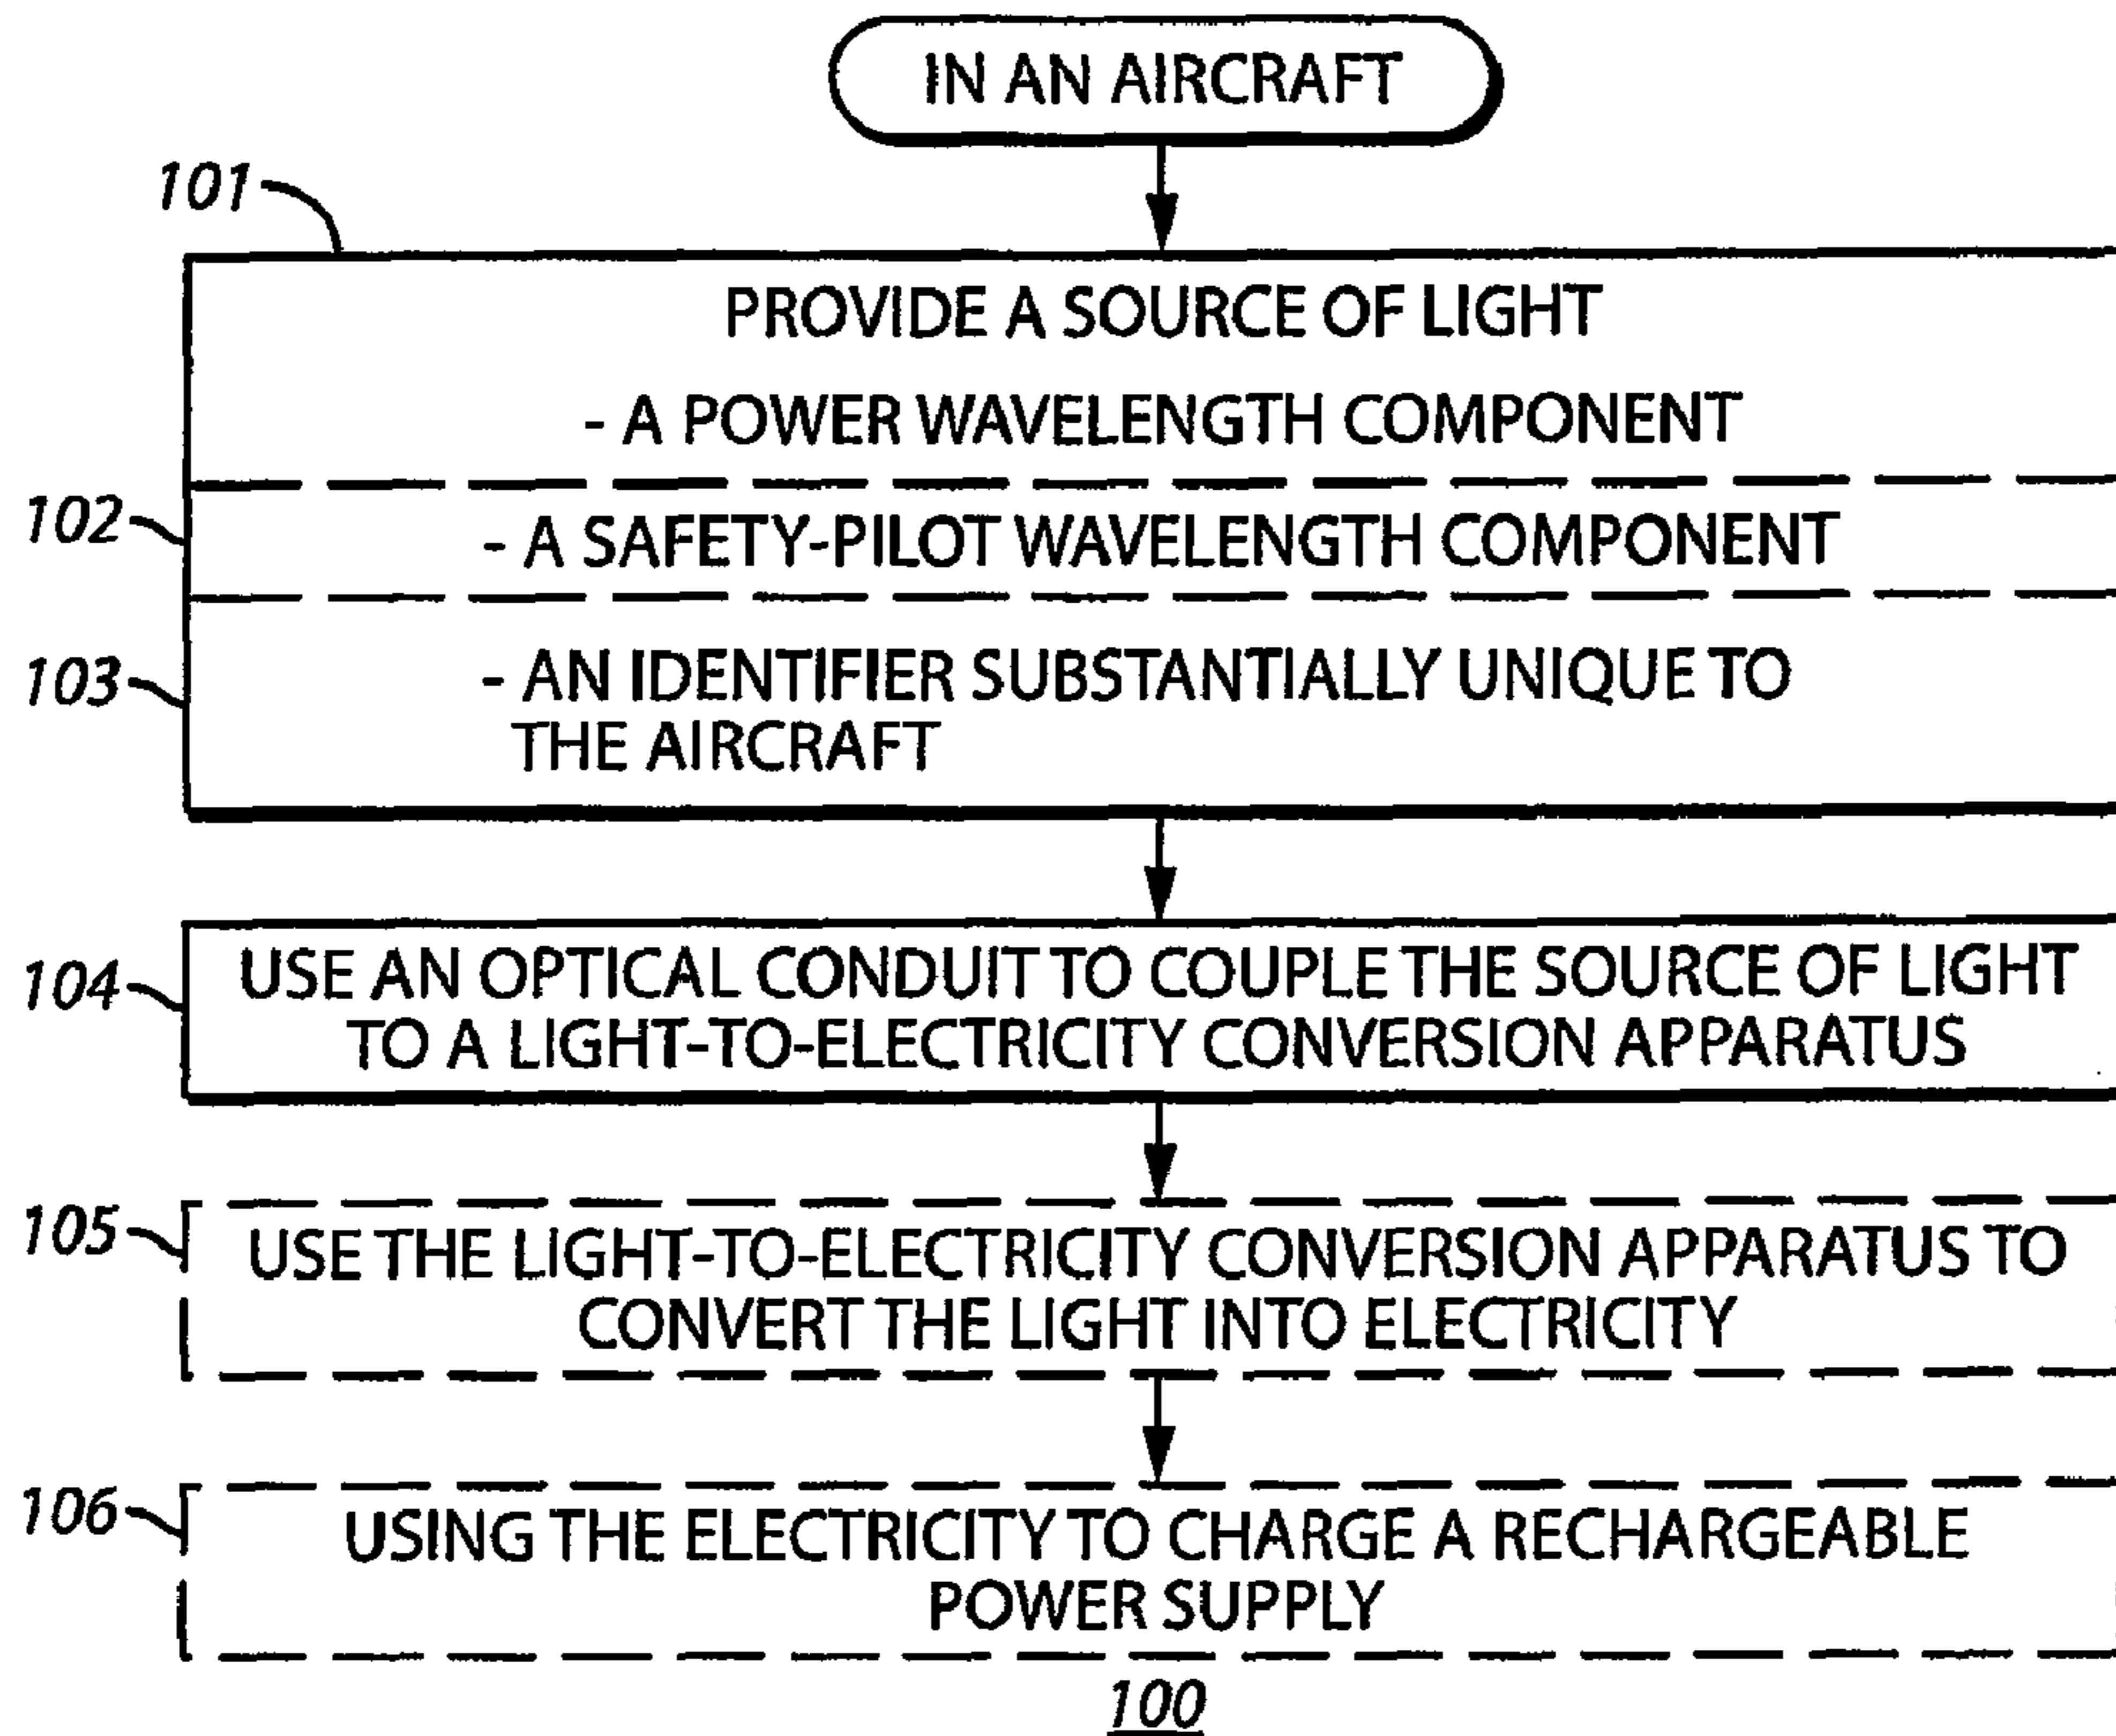 IN AN AIRCRAFT
101
PROVIDE A SOURCE OF LIGHT
- A POWER WAVELENGTH COMPONENT
102
- A SAFETY-PILOT WAVELENGTH COMPONENT
103
- AN IDENTIFIER SUBSTANTIALLY UNIQUE TO
THE AIRCRAFT
104
USE AN OPTICAL CONDUIT TO COUPLE THE SOURCE OF LIGHT
TO A LIGHT-TO-ELECTRICITY CONVERSION APPARATUS
105
USE THE LIGHT-TO-ELECTRICITY CONVERSION APPARATUS TO
CONVERT THE LIGHT INTO ELECTRICITY
106
USING THE ELECTRICITY TO CHARGE A RECHARGEABLE
POWER SUPPLY
100